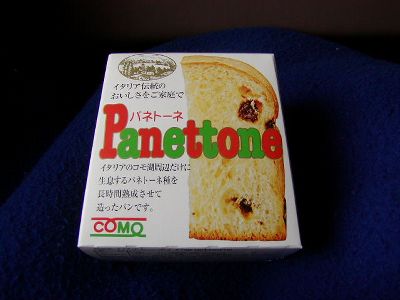 イタリア伝統の
おいしさをご家庭で
パネトーネ
Panettone
イタリアのコモ湖周辺だけに
生息するパネトーネ種を
長時間熟成させて
造ったパンです。
COMO